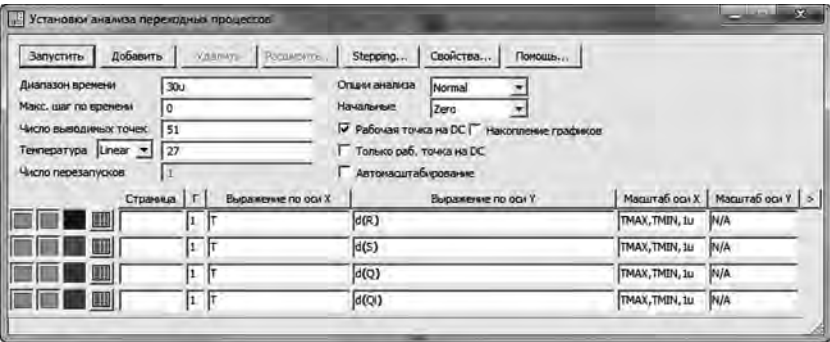 Установки анализа переходных процессов
Запустить Добавить Удалить Расширить... Stepping... Свойства... Помощь...
Диапазон времени 30u Опции анализа Normal
Макс. шаг по времени 0 Начальные Zero
Число выводимых точек 51 Рабочая точка на DC Накопление графиков
Температура Linear 27 Только раб. точка на DC
Число перезапусков 1 Автомасштабирование
Страница Г Выражение по оси X Выражение по оси Y Масштаб оси X Масштаб оси Y >
1 T d(R) TMAX,TMIN,1u N/A
1 T d(S) TMAX,TMIN,1u N/A
1 T d(Q) TMAX,TMIN,1u N/A
1 T d(QI) TMAX,TMIN,1u N/A